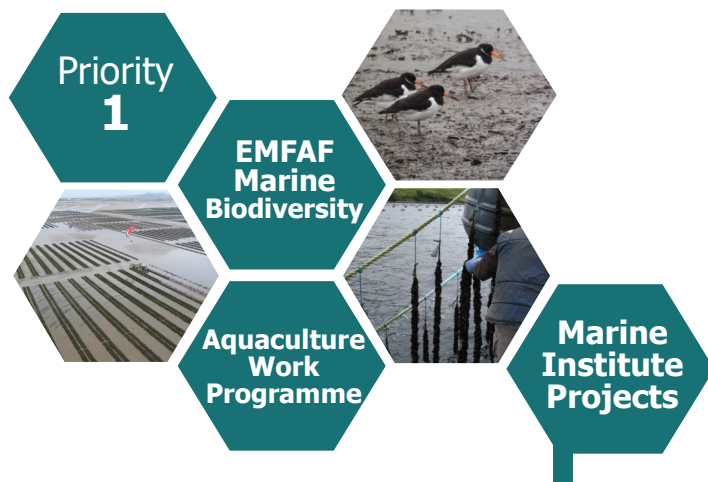 Priority
1
EMFAF
Marine
Biodiversity
Aquaculture
Work
Programme
Marine
Institute
Projects